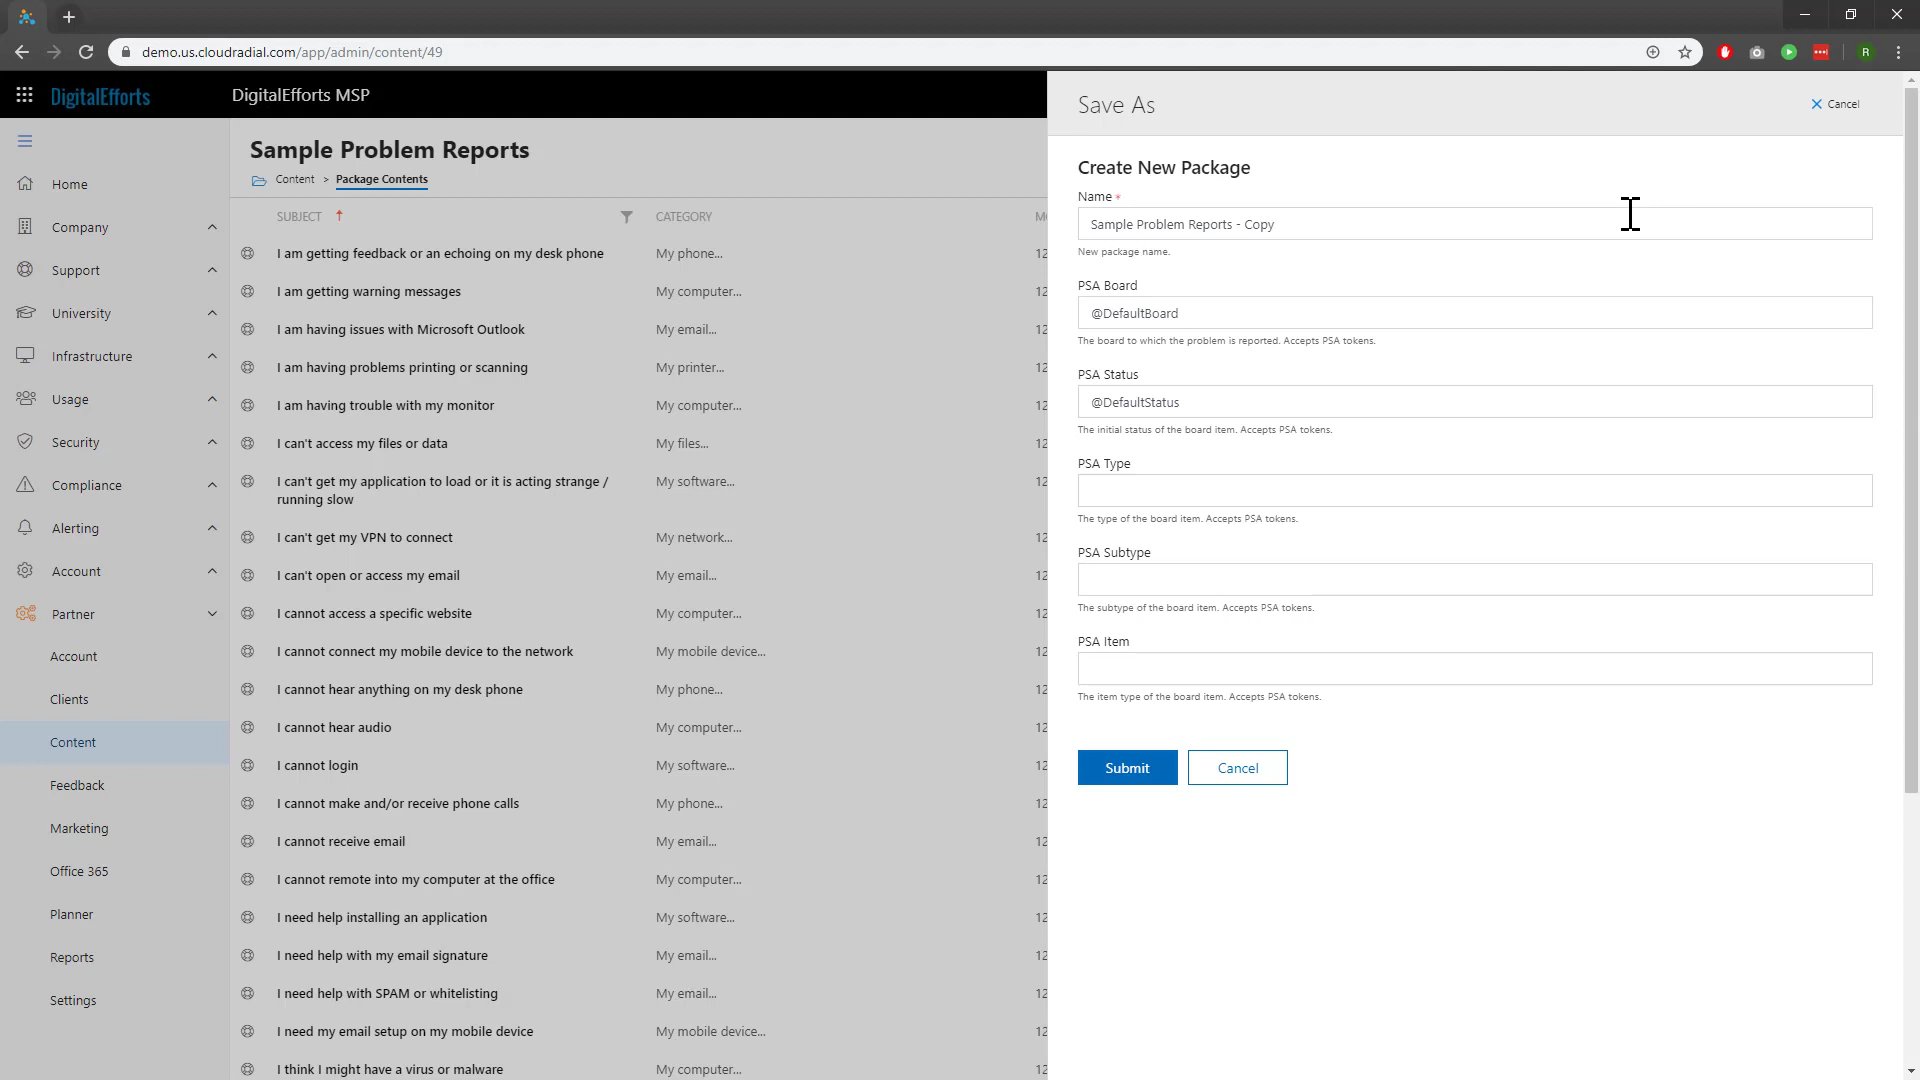 demo.us.cloudradial.com/app/admin/content/49
R
DigitalEfforts
DigitalEfforts MSP
Home
Company
Support
University
Infrastructure
Usage
Security
Compliance
Alerting
Account
Partner
Account
Clients
Content
Feedback
Marketing
Office 365
Planner
Reports
Settings
Sample Problem Reports
Content > Package Contents
SUBJECT CATEGORY
I am getting feedback or an echoing on my desk phone My phone... 12
I am getting warning messages My computer... 12
I am having issues with Microsoft Outlook My email... 12
I am having problems printing or scanning My printer... 12
I am having trouble with my monitor My computer... 12
I can't access my files or data My files... 12
I can't get my application to load or it is acting strange / My software... 12
running slow
I can't get my VPN to connect My network... 12
I can't open or access my email My email... 12
I cannot access a specific website My computer... 12
I cannot connect my mobile device to the network My mobile device... 12
I cannot hear anything on my desk phone My phone... 12
I cannot hear audio My computer... 12
I cannot login My software... 12
I cannot make and/or receive phone calls My phone... 12
I cannot receive email My email... 12
I cannot remote into my computer at the office My computer... 12
I need help installing an application My software... 12
I need help with my email signature My email... 12
I need help with SPAM or whitelisting My email... 12
I need my email setup on my mobile device My mobile device... 12
I think I might have a virus or malware My computer... 12
Save As
Cancel
Create New Package
Name *
Sample Problem Reports - Copy
New package name.
PSA Board
@DefaultBoard
The board to which the problem is reported. Accepts PSA tokens.
PSA Status
@DefaultStatus
The initial status of the board item. Accepts PSA tokens.
PSA Type
The type of the board item. Accepts PSA tokens.
PSA Subtype
The subtype of the board item. Accepts PSA tokens.
PSA Item
The item type of the board item. Accepts PSA tokens.
Submit
Cancel